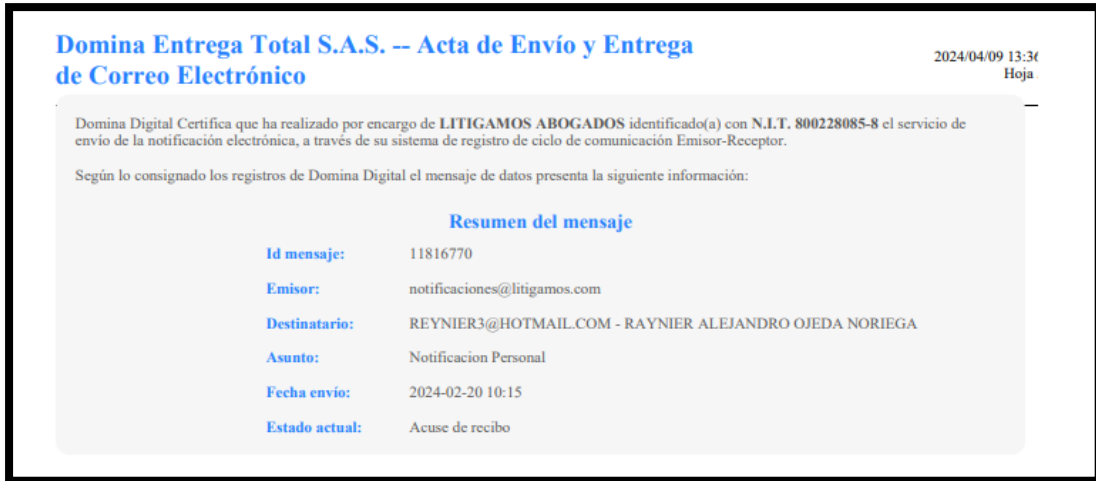 Domina Entrega Total S.A.S. -- Acta de Envío y Entrega
de Correo Electrónico
2024/04/09 13:36
Hoja
Domina Digital Certifica que ha realizado por encargo de LITIGAMOS ABOGADOS identificado(a) con N.I.T. 800228085-8 el servicio de
envío de la notificación electrónica, a través de su sistema de registro de ciclo de comunicación Emisor-Receptor.
Según lo consignado los registros de Domina Digital el mensaje de datos presenta la siguiente información:
Resumen del mensaje
Id mensaje: 11816770
Emisor: notificaciones@litigamos.com
Destinatario: REYNIER3@HOTMAIL.COM - RAYNIER ALEJANDRO OJEDA NORIEGA
Asunto: Notificacion Personal
Fecha envío: 2024-02-20 10:15
Estado actual: Acuse de recibo